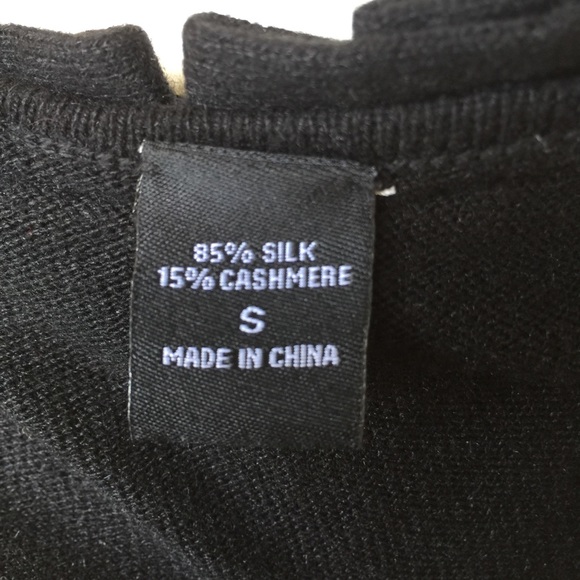 85% SILK
15% CASHMERE
S
MADE IN CHINA